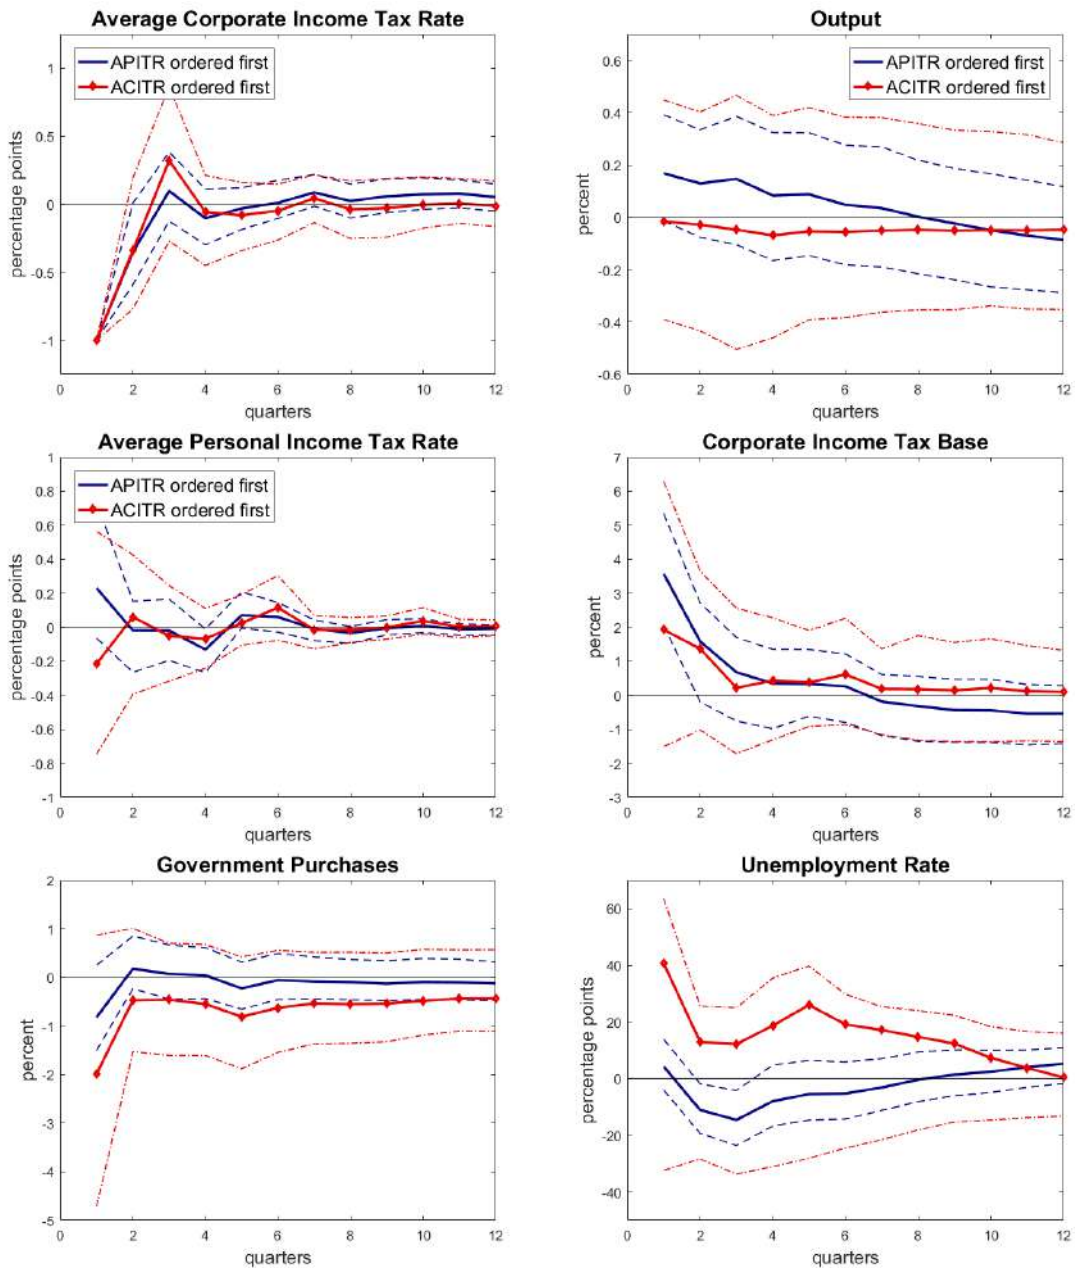 Average Corporate Income Tax Rate
APITR ordered first
ACITR ordered first
percentage points
1
0.5
0
-0.5
-1
0 2 4 6 8 10 12
quarters
Output
APITR ordered first
ACITR ordered first
percent
0.6
0.4
0.2
0
-0.2
-0.4
-0.6
0 2 4 6 8 10 12
quarters
Average Personal Income Tax Rate
APITR ordered first
ACITR ordered first
percentage points
1
0.8
0.6
0.4
0.2
0
-0.2
-0.4
-0.6
-0.8
-1
0 2 4 6 8 10 12
quarters
Corporate Income Tax Base
percent
7
6
5
4
3
2
1
0
-1
-2
-3
0 2 4 6 8 10 12
quarters
Government Purchases
percent
2
1
0
-1
-2
-3
-4
-5
0 2 4 6 8 10 12
quarters
Unemployment Rate
percentage points
60
40
20
0
-20
-40
0 2 4 6 8 10 12
quarters